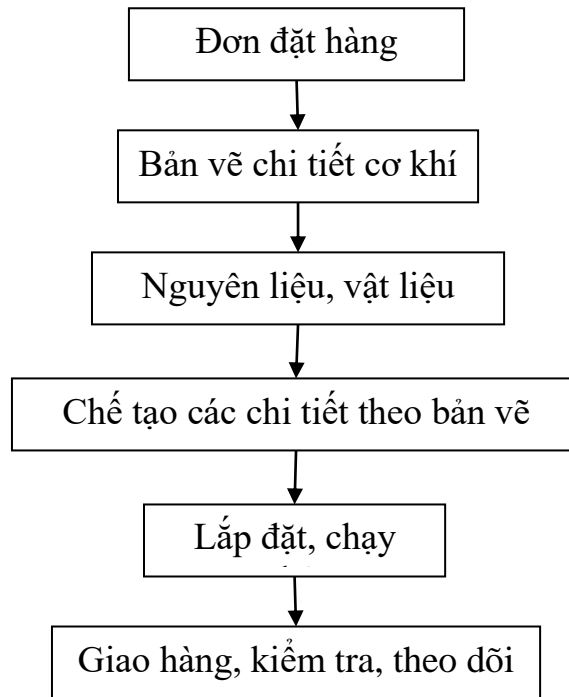 Đơn đặt hàng
Bản vẽ chi tiết cơ khí
Nguyên liệu, vật liệu
Chế tạo các chi tiết theo bản vẽ
Lắp đặt, chạy
Giao hàng, kiểm tra, theo dõi